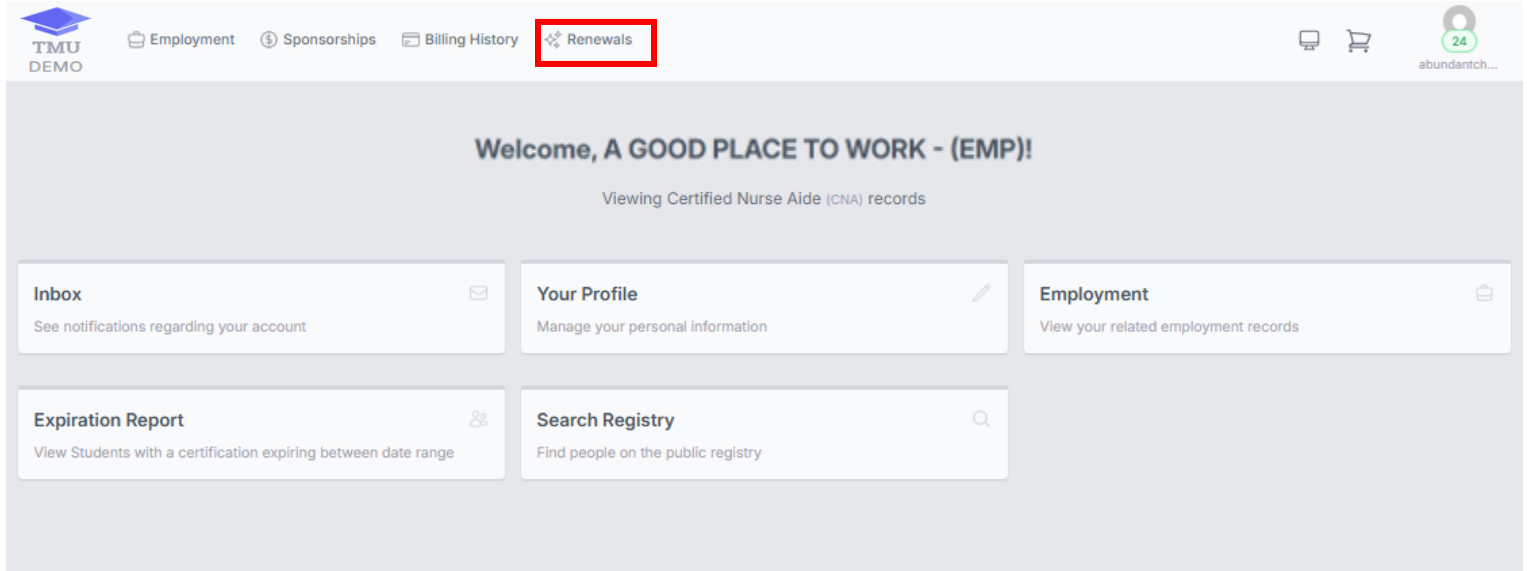 TMU
DEMO
Employment
Sponsorships
Billing History
Renewals
24
abundantch...
Welcome, A GOOD PLACE TO WORK - (EMP)!
Viewing Certified Nurse Aide (CNA) records
Inbox
See notifications regarding your account
Your Profile
Manage your personal information
Employment
View your related employment records
Expiration Report
View Students with a certification expiring between date range
Search Registry
Find people on the public registry